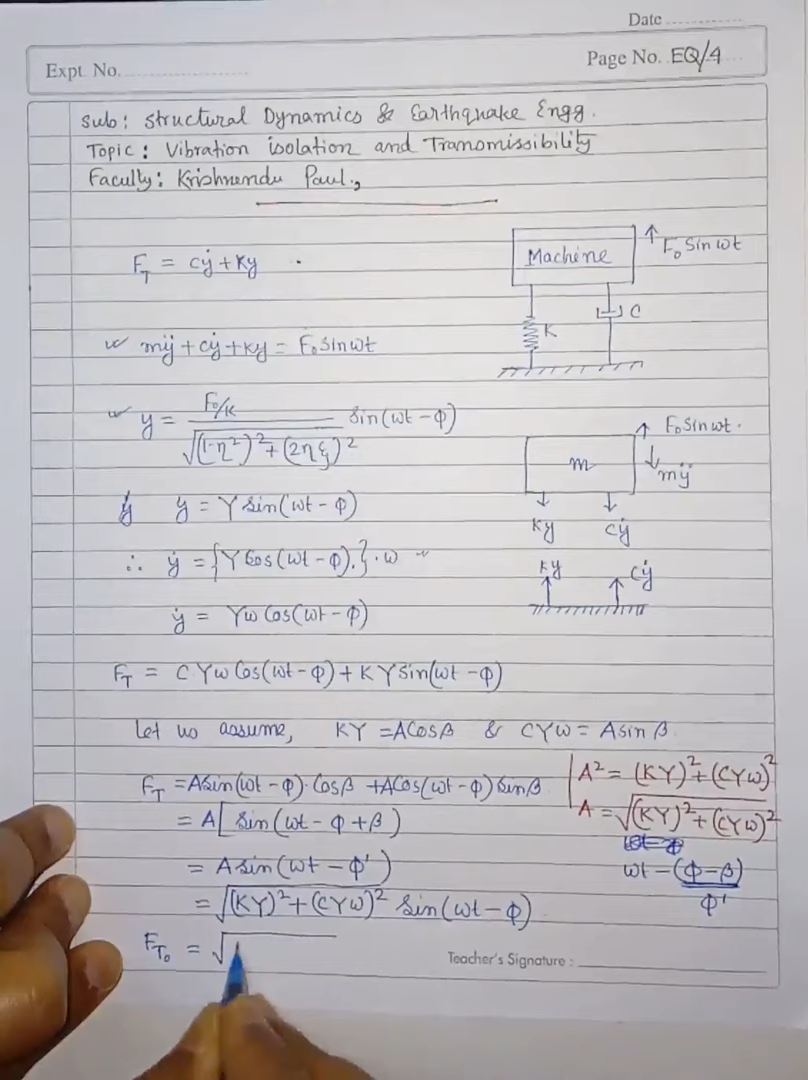 Date
Expt. No.
Page No. EQ/4
Sub: Structural Dynamics & Earthquake Engg.
Topic: Vibration isolation and Transmissibility
Faculty: Krishnendu Paul.,
F_T = cẏ + Ky
Machine
F₀ Sin ωt
K
C
mÿ + cẏ + ky = F₀ sin ωt
y = (F₀/K) / √((1-η²)² + (2ηξ)²) Sin(ωt - φ)
F₀ Sin ωt.
m
mÿ
Ky
Cẏ
ẏ y = Y Sin(ωt - φ)
∴ ẏ = {Y Cos(ωt - φ).}·ω
Ky
Cẏ
ẏ = Yω Cos(ωt - φ)
F_T = C Yω Cos(ωt - φ) + K Y Sin(ωt - φ)
Let us assume, KY = A Cos β & CYω = A sin β
F_T = A Sin(ωt - φ)·Cosβ + A Cos(ωt - φ) Sinβ
A² = (KY)² + (CYω)²
= A[ Sin(ωt - φ + β)
A = √((KY)² + (CYω)²)
= A Sin(ωt - φ')
ωt - (φ - β)
φ'
= √((KY)² + (CYω)²) Sin(ωt - φ)
F_T₀ = √
Teacher's Signature :